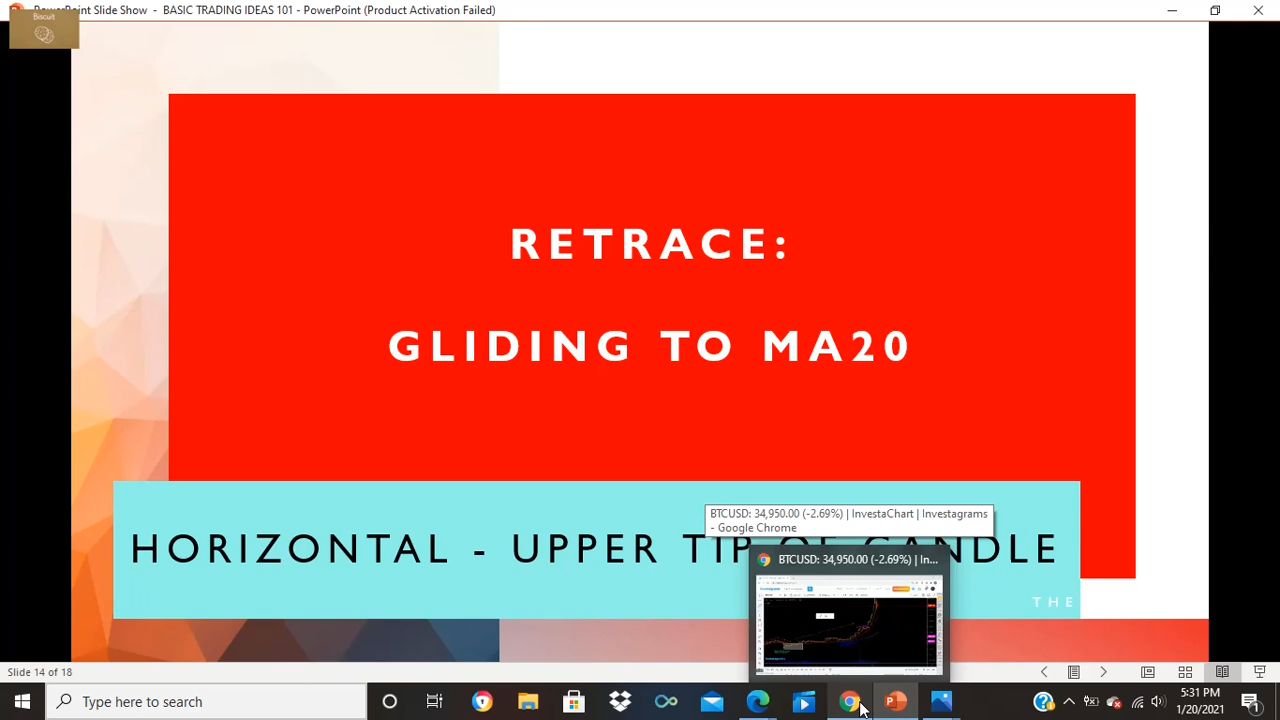 PowerPoint Slide Show - BASIC TRADING IDEAS 101 - PowerPoint (Product Activation Failed)
Biscuit
RETRACE:
GLIDING TO MA20
HORIZONTAL - UPPER TIP OF CANDLE
THE
BTCUSD: 34,950.00 (-2.69%) | InvestaChart | Investagrams
- Google Chrome
BTCUSD: 34,950.00 (-2.69%) | In...
Slide 14 of 18
Type here to search
5:31 PM
1/20/2021
1